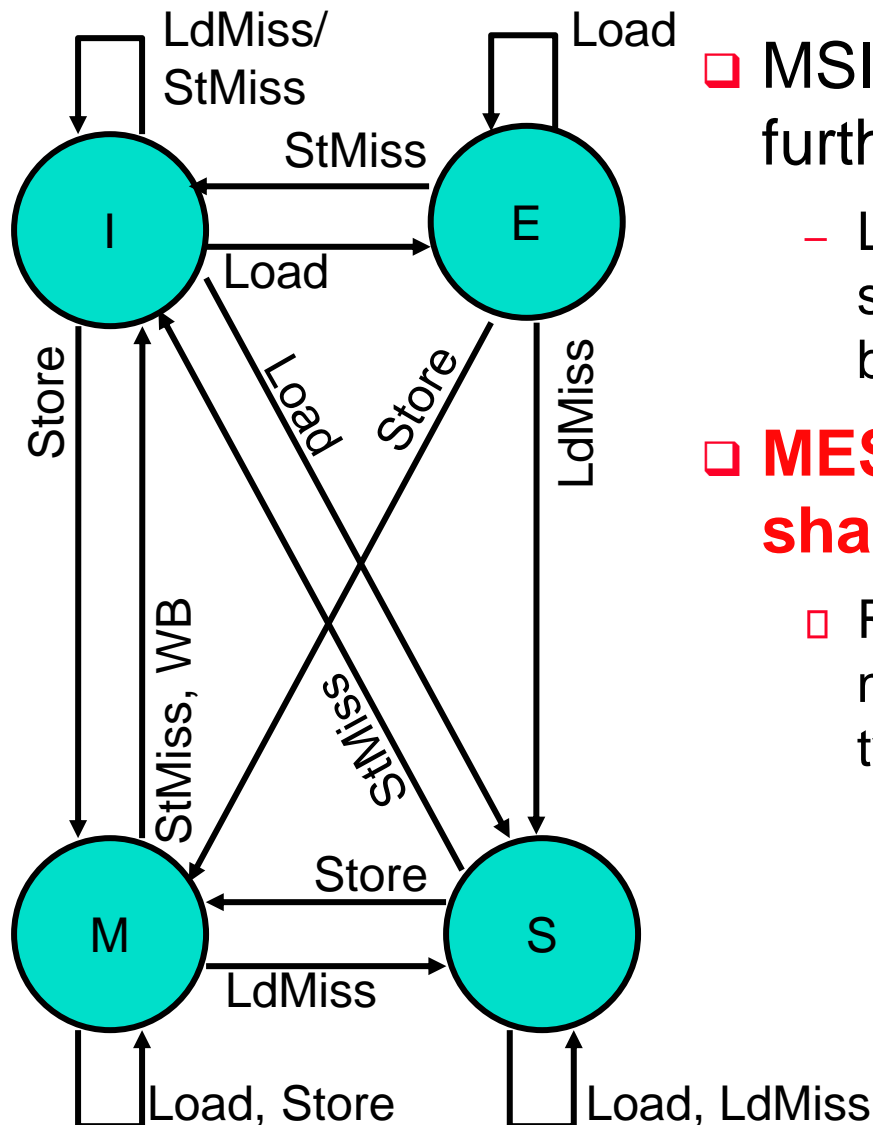 LdMiss/
StMiss
Load
StMiss
I
E
Load
Store
Load
Store
LdMiss
StMiss, WB
StMiss
Store
M
S
LdMiss
Load, Store
Load, LdMiss
MSI
furth
– L
s
b
MES
sha
F
r
t